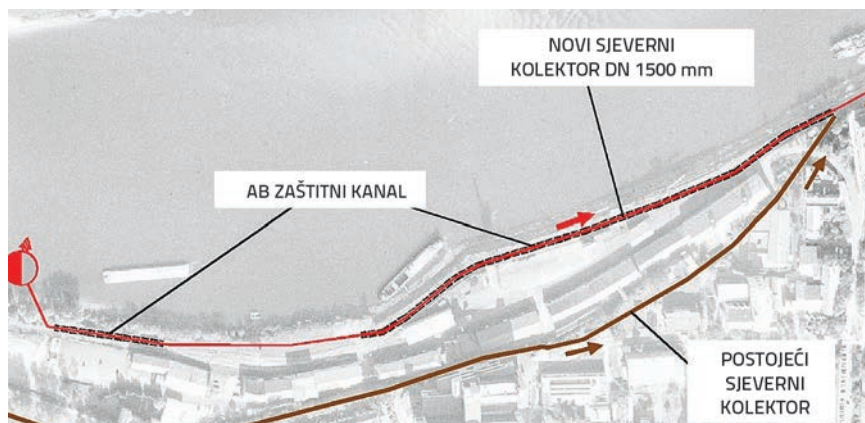 NOVI SJEVERNI
KOLEKTOR DN 1500 mm
AB ZAŠTITNI KANAL
POSTOJEĆI
SJEVERNI
KOLEKTOR